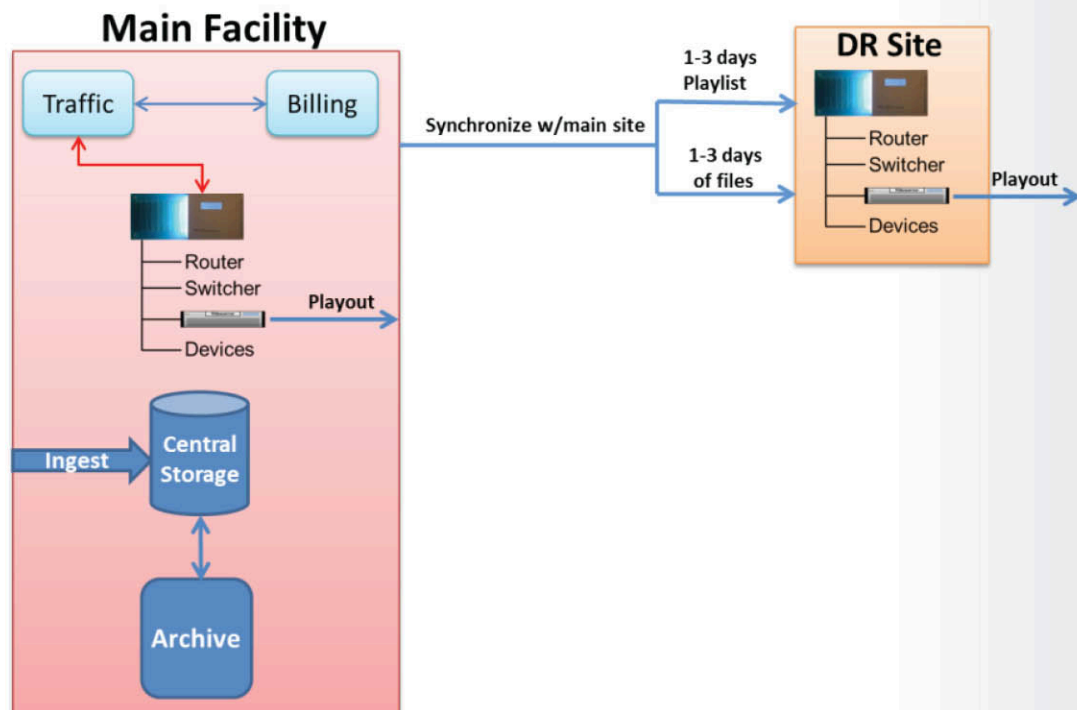 Main Facility
Traffic
Billing
Router
Switcher
Playout
Devices
Ingest
Central
Storage
Archive
Synchronize w/main site
1-3 days
Playlist
1-3 days
of files
DR Site
Router
Switcher
Devices
Playout